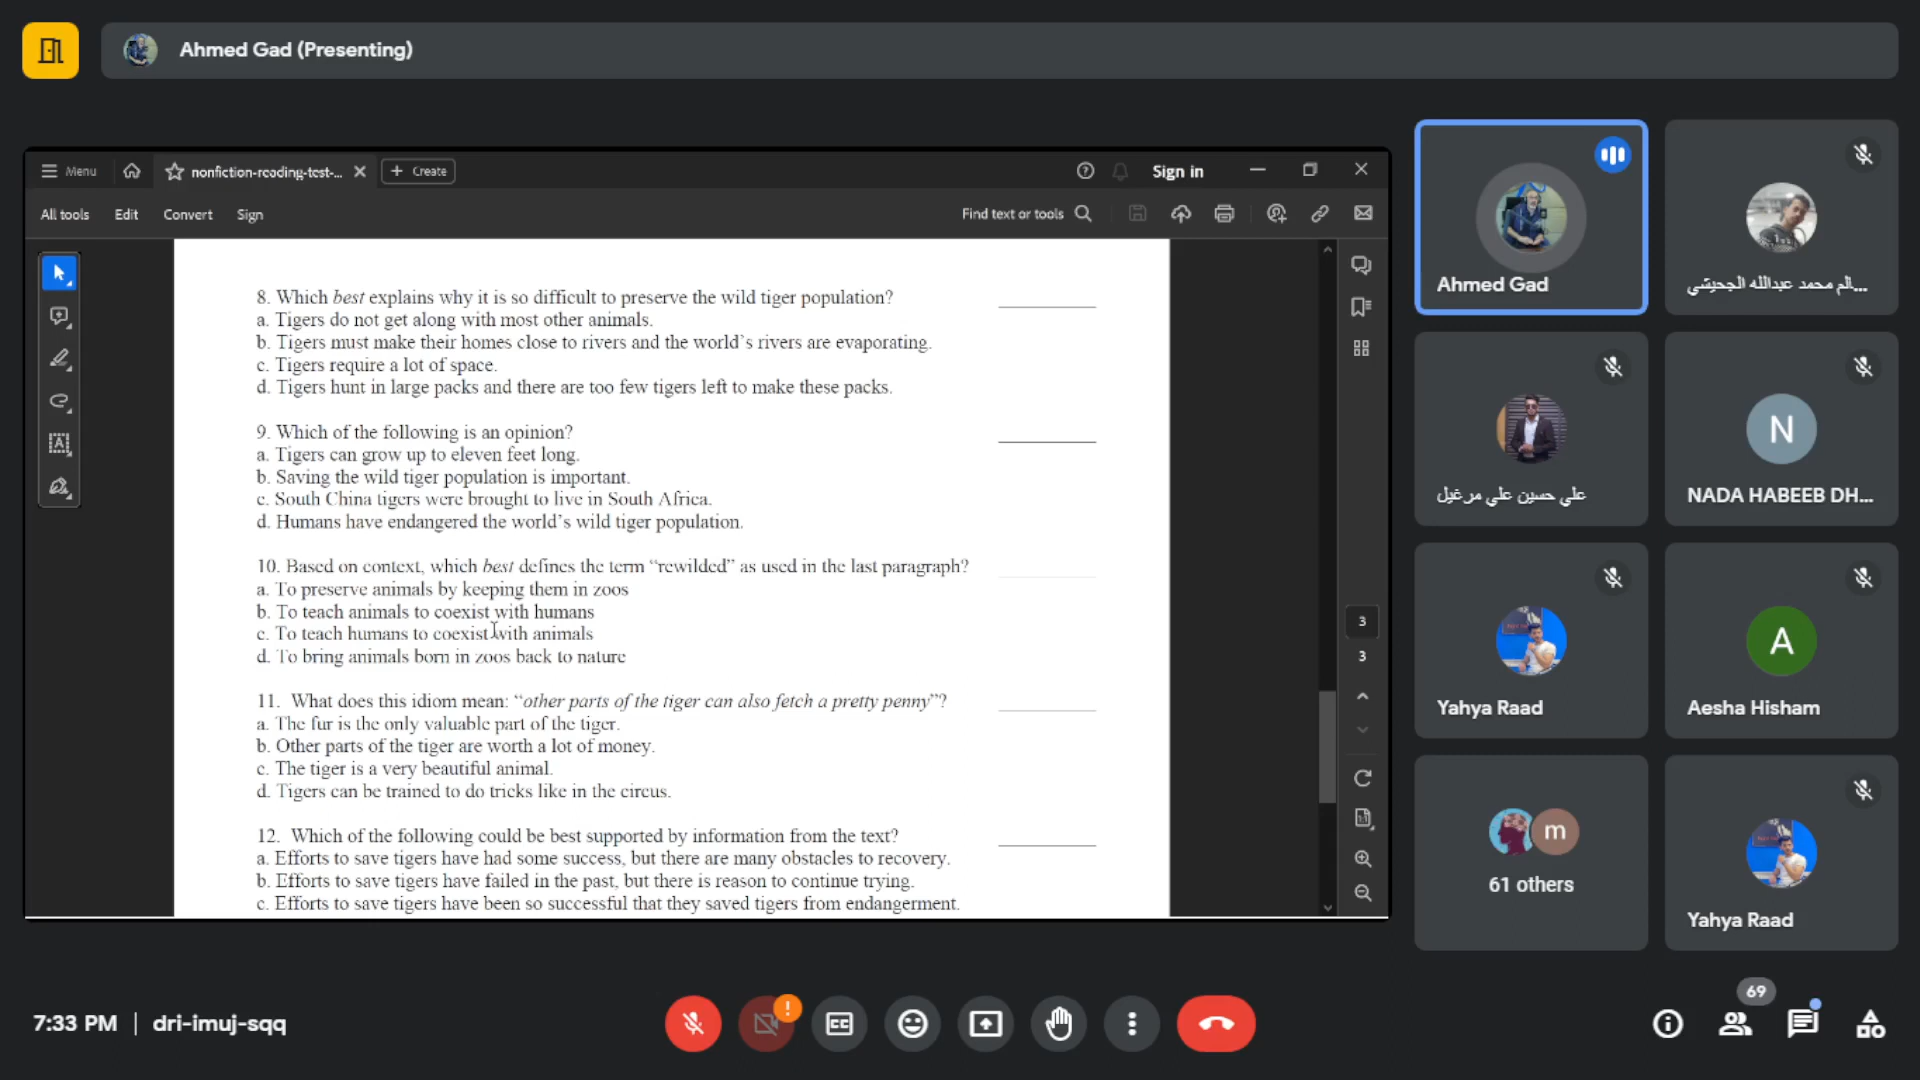 Ahmed Gad (Presenting)
Menu
nonfiction-reading-test-...
Create
Sign in
All tools
Edit
Convert
Sign
Find text or tools
8. Which best explains why it is so difficult to preserve the wild tiger population?
a. Tigers do not get along with most other animals.
b. Tigers must make their homes close to rivers and the world's rivers are evaporating.
c. Tigers require a lot of space.
d. Tigers hunt in large packs and there are too few tigers left to make these packs.
9. Which of the following is an opinion?
a. Tigers can grow up to eleven feet long.
b. Saving the wild tiger population is important.
c. South China tigers were brought to live in South Africa.
d. Humans have endangered the world's wild tiger population.
10. Based on context, which best defines the term "rewilded" as used in the last paragraph?
a. To preserve animals by keeping them in zoos
b. To teach animals to coexist with humans
c. To teach humans to coexist with animals
d. To bring animals born in zoos back to nature
11. What does this idiom mean: "other parts of the tiger can also fetch a pretty penny"?
a. The fur is the only valuable part of the tiger.
b. Other parts of the tiger are worth a lot of money.
c. The tiger is a very beautiful animal.
d. Tigers can be trained to do tricks like in the circus.
12. Which of the following could be best supported by information from the text?
a. Efforts to save tigers have had some success, but there are many obstacles to recovery.
b. Efforts to save tigers have failed in the past, but there is reason to continue trying.
c. Efforts to save tigers have been so successful that they saved tigers from endangerment.
3
3
Ahmed Gad
...الم محمد عبدالله الجحيشي
علي حسين علي مرغيل
N
NADA HABEEB DH...
Yahya Raad
A
Aesha Hisham
m
61 others
Yahya Raad
7:33 PM | dri-imuj-sqq
69